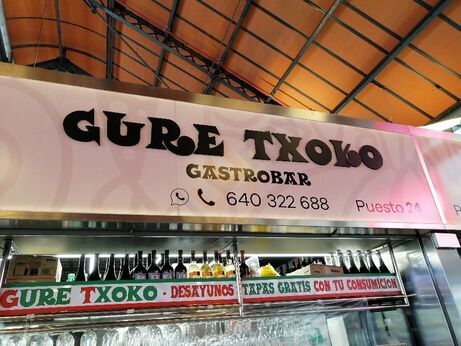 GURE TXOKO
GASTROBAR
640 322 688
Puesto 24
GURE TXOKO - DESAYUNOS TAPAS GRATIS CON TU CONSUMICION